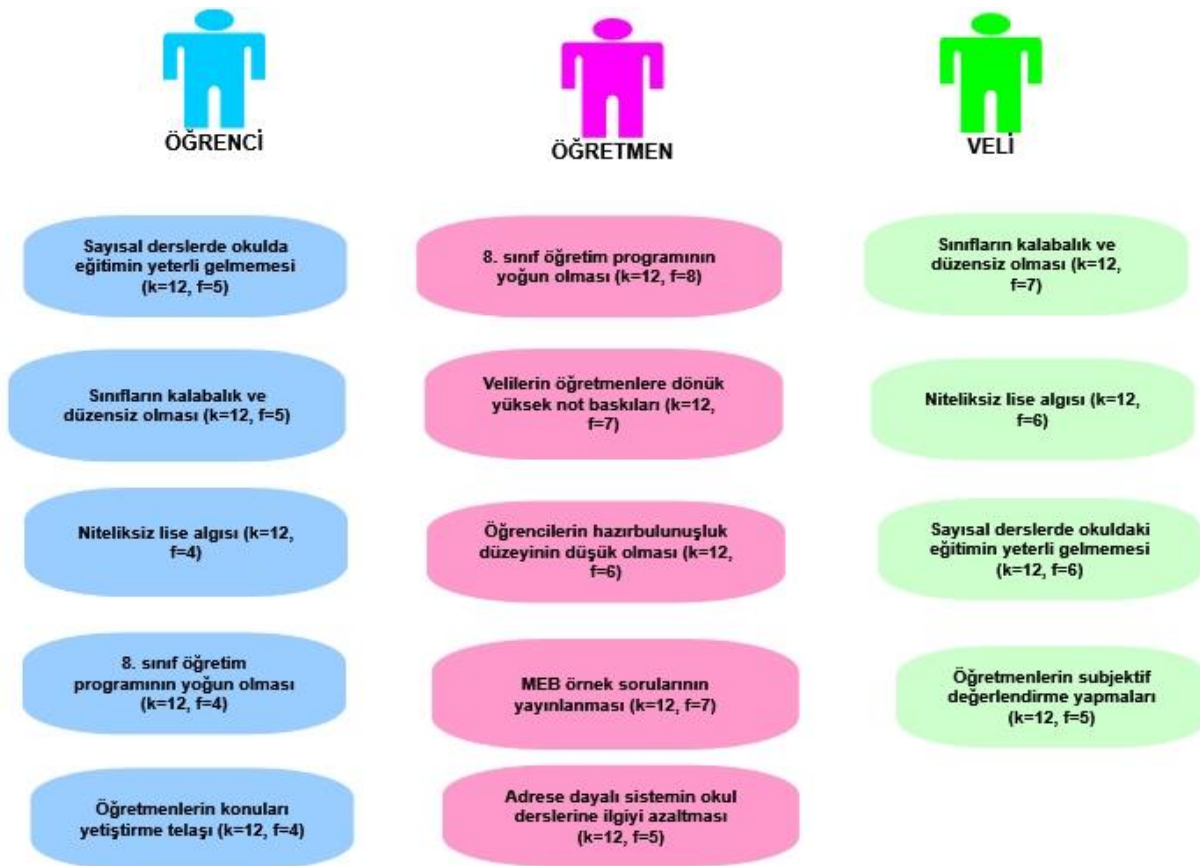 ÖĞRENCİ
ÖĞRETMEN
VELİ
Sayısal derslerde okulda
eğitimin yeterli gelmemesi
(k=12, f=5)
Sınıfların kalabalık ve
düzensiz olması (k=12, f=5)
Niteliksiz lise algısı (k=12,
f=4)
8. sınıf öğretim
programının yoğun olması
(k=12, f=4)
Öğretmenlerin konuları
yetiştirme telaşı (k=12, f=4)
8. sınıf öğretim programının
yoğun olması (k=12, f=8)
Velilerin öğretmenlere dönük
yüksek not baskıları (k=12,
f=7)
Öğrencilerin hazırbulunuşluk
düzeyinin düşük olması (k=12,
f=6)
MEB örnek sorularının
yayınlanması (k=12, f=7)
Adrese dayalı sistemin okul
derslerine ilgiyi azaltması
(k=12, f=5)
Sınıfların kalabalık ve
düzensiz olması (k=12,
f=7)
Niteliksiz lise algısı (k=12,
f=6)
Sayısal derslerde okuldaki
eğitimin yeterli gelmemesi
(k=12, f=6)
Öğretmenlerin subjektif
değerlendirme yapmaları
(k=12, f=5)